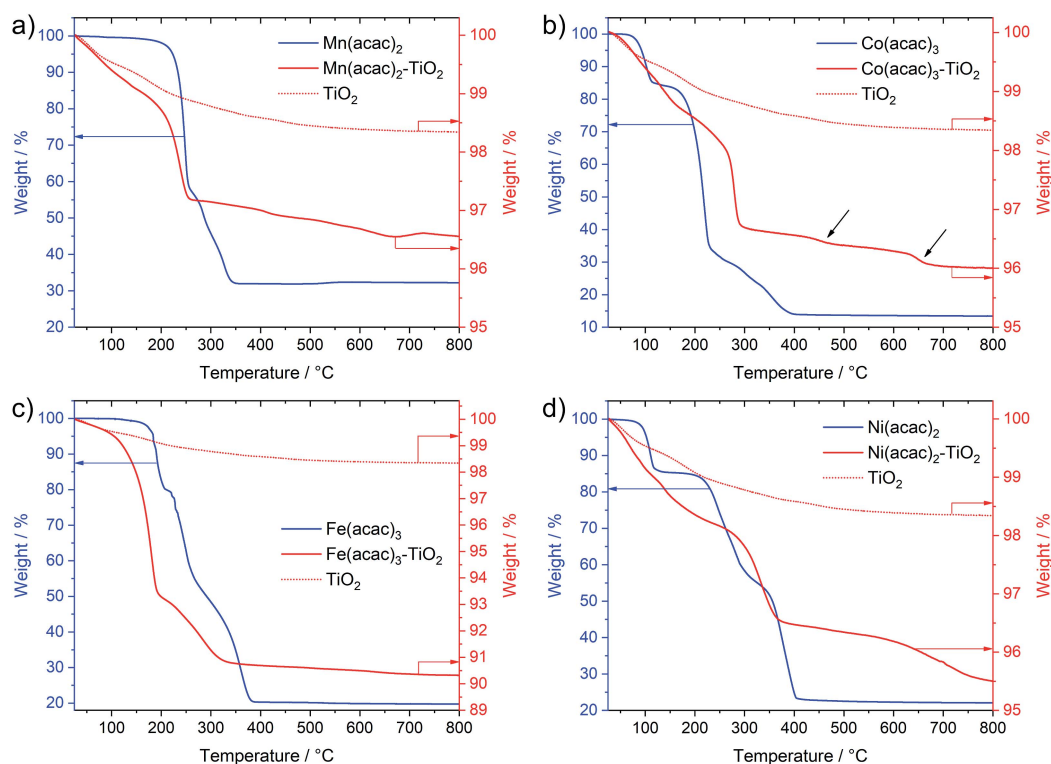 a)
Mn(acac)2
Mn(acac)2-TiO2
TiO2
Weight / %
100
90
80
70
60
50
40
30
20
100
99
98
97
96
95
Weight / %
100 200 300 400 500 600 700 800
Temperature / °C
b)
Co(acac)3
Co(acac)3-TiO2
TiO2
Weight / %
100
90
80
70
60
50
40
30
20
10
100
99
98
97
96
95
Weight / %
100 200 300 400 500 600 700 800
Temperature / °C
c)
Fe(acac)3
Fe(acac)3-TiO2
TiO2
Weight / %
100
90
80
70
60
50
40
30
20
100
99
98
97
96
95
94
93
92
91
90
89
Weight / %
100 200 300 400 500 600 700 800
Temperature / °C
d)
Ni(acac)2
Ni(acac)2-TiO2
TiO2
Weight / %
100
90
80
70
60
50
40
30
20
100
99
98
97
96
95
Weight / %
100 200 300 400 500 600 700 800
Temperature / °C